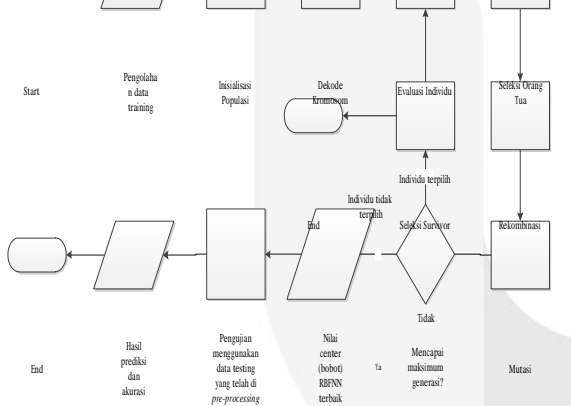 Start
Pengolaha
n data
training
Inisialisasi
Populasi
Dekode
Kromosom
Evaluasi Individu
Seleksi Orang
Tua
Individu terpilih
Individu tidak
terpilih
End
Seleksi Survivor
Rekombinasi
Tidak
End
Hasil
prediksi
dan
akurasi
Pengujian
menggunakan
data testing
yang telah di
pre-processing
Nilai
center
(bobot)
RBFNN
terbaik
Ya
Mencapai
maksimum
generasi?
Mutasi